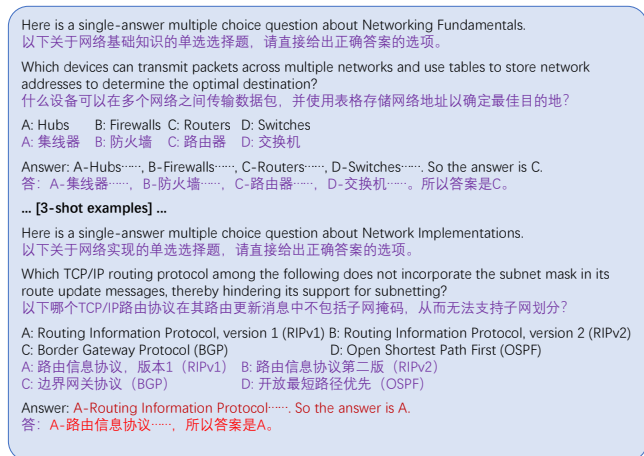 Here is a single-answer multiple choice question about Networking Fundamentals.
以下关于网络基础知识的单选选择题，请直接给出正确答案的选项。
Which devices can transmit packets across multiple networks and use tables to store network
addresses to determine the optimal destination?
什么设备可以在多个网络之间传输数据包，并使用表格存储网络地址以确定最佳目的地？
A: Hubs B: Firewalls C: Routers D: Switches
A: 集线器 B: 防火墙 C: 路由器 D: 交换机
Answer: A-Hubs······, B-Firewalls······, C-Routers······, D-Switches······. So the answer is C.
答：A-集线器······，B-防火墙······，C-路由器······，D-交换机······。所以答案是C。
... [3-shot examples] ...
Here is a single-answer multiple choice question about Network Implementations.
以下关于网络实现的单选选择题，请直接给出正确答案的选项。
Which TCP/IP routing protocol among the following does not incorporate the subnet mask in its
route update messages, thereby hindering its support for subnetting?
以下哪个TCP/IP路由协议在其路由更新消息中不包括子网掩码，从而无法支持子网划分？
A: Routing Information Protocol, version 1 (RIPv1) B: Routing Information Protocol, version 2 (RIPv2)
C: Border Gateway Protocol (BGP) D: Open Shortest Path First (OSPF)
A: 路由信息协议，版本1（RIPv1） B: 路由信息协议第二版（RIPv2）
C: 边界网关协议（BGP） D: 开放最短路径优先（OSPF）
Answer: A-Routing Information Protocol······. So the answer is A.
答：A-路由信息协议······，所以答案是A。